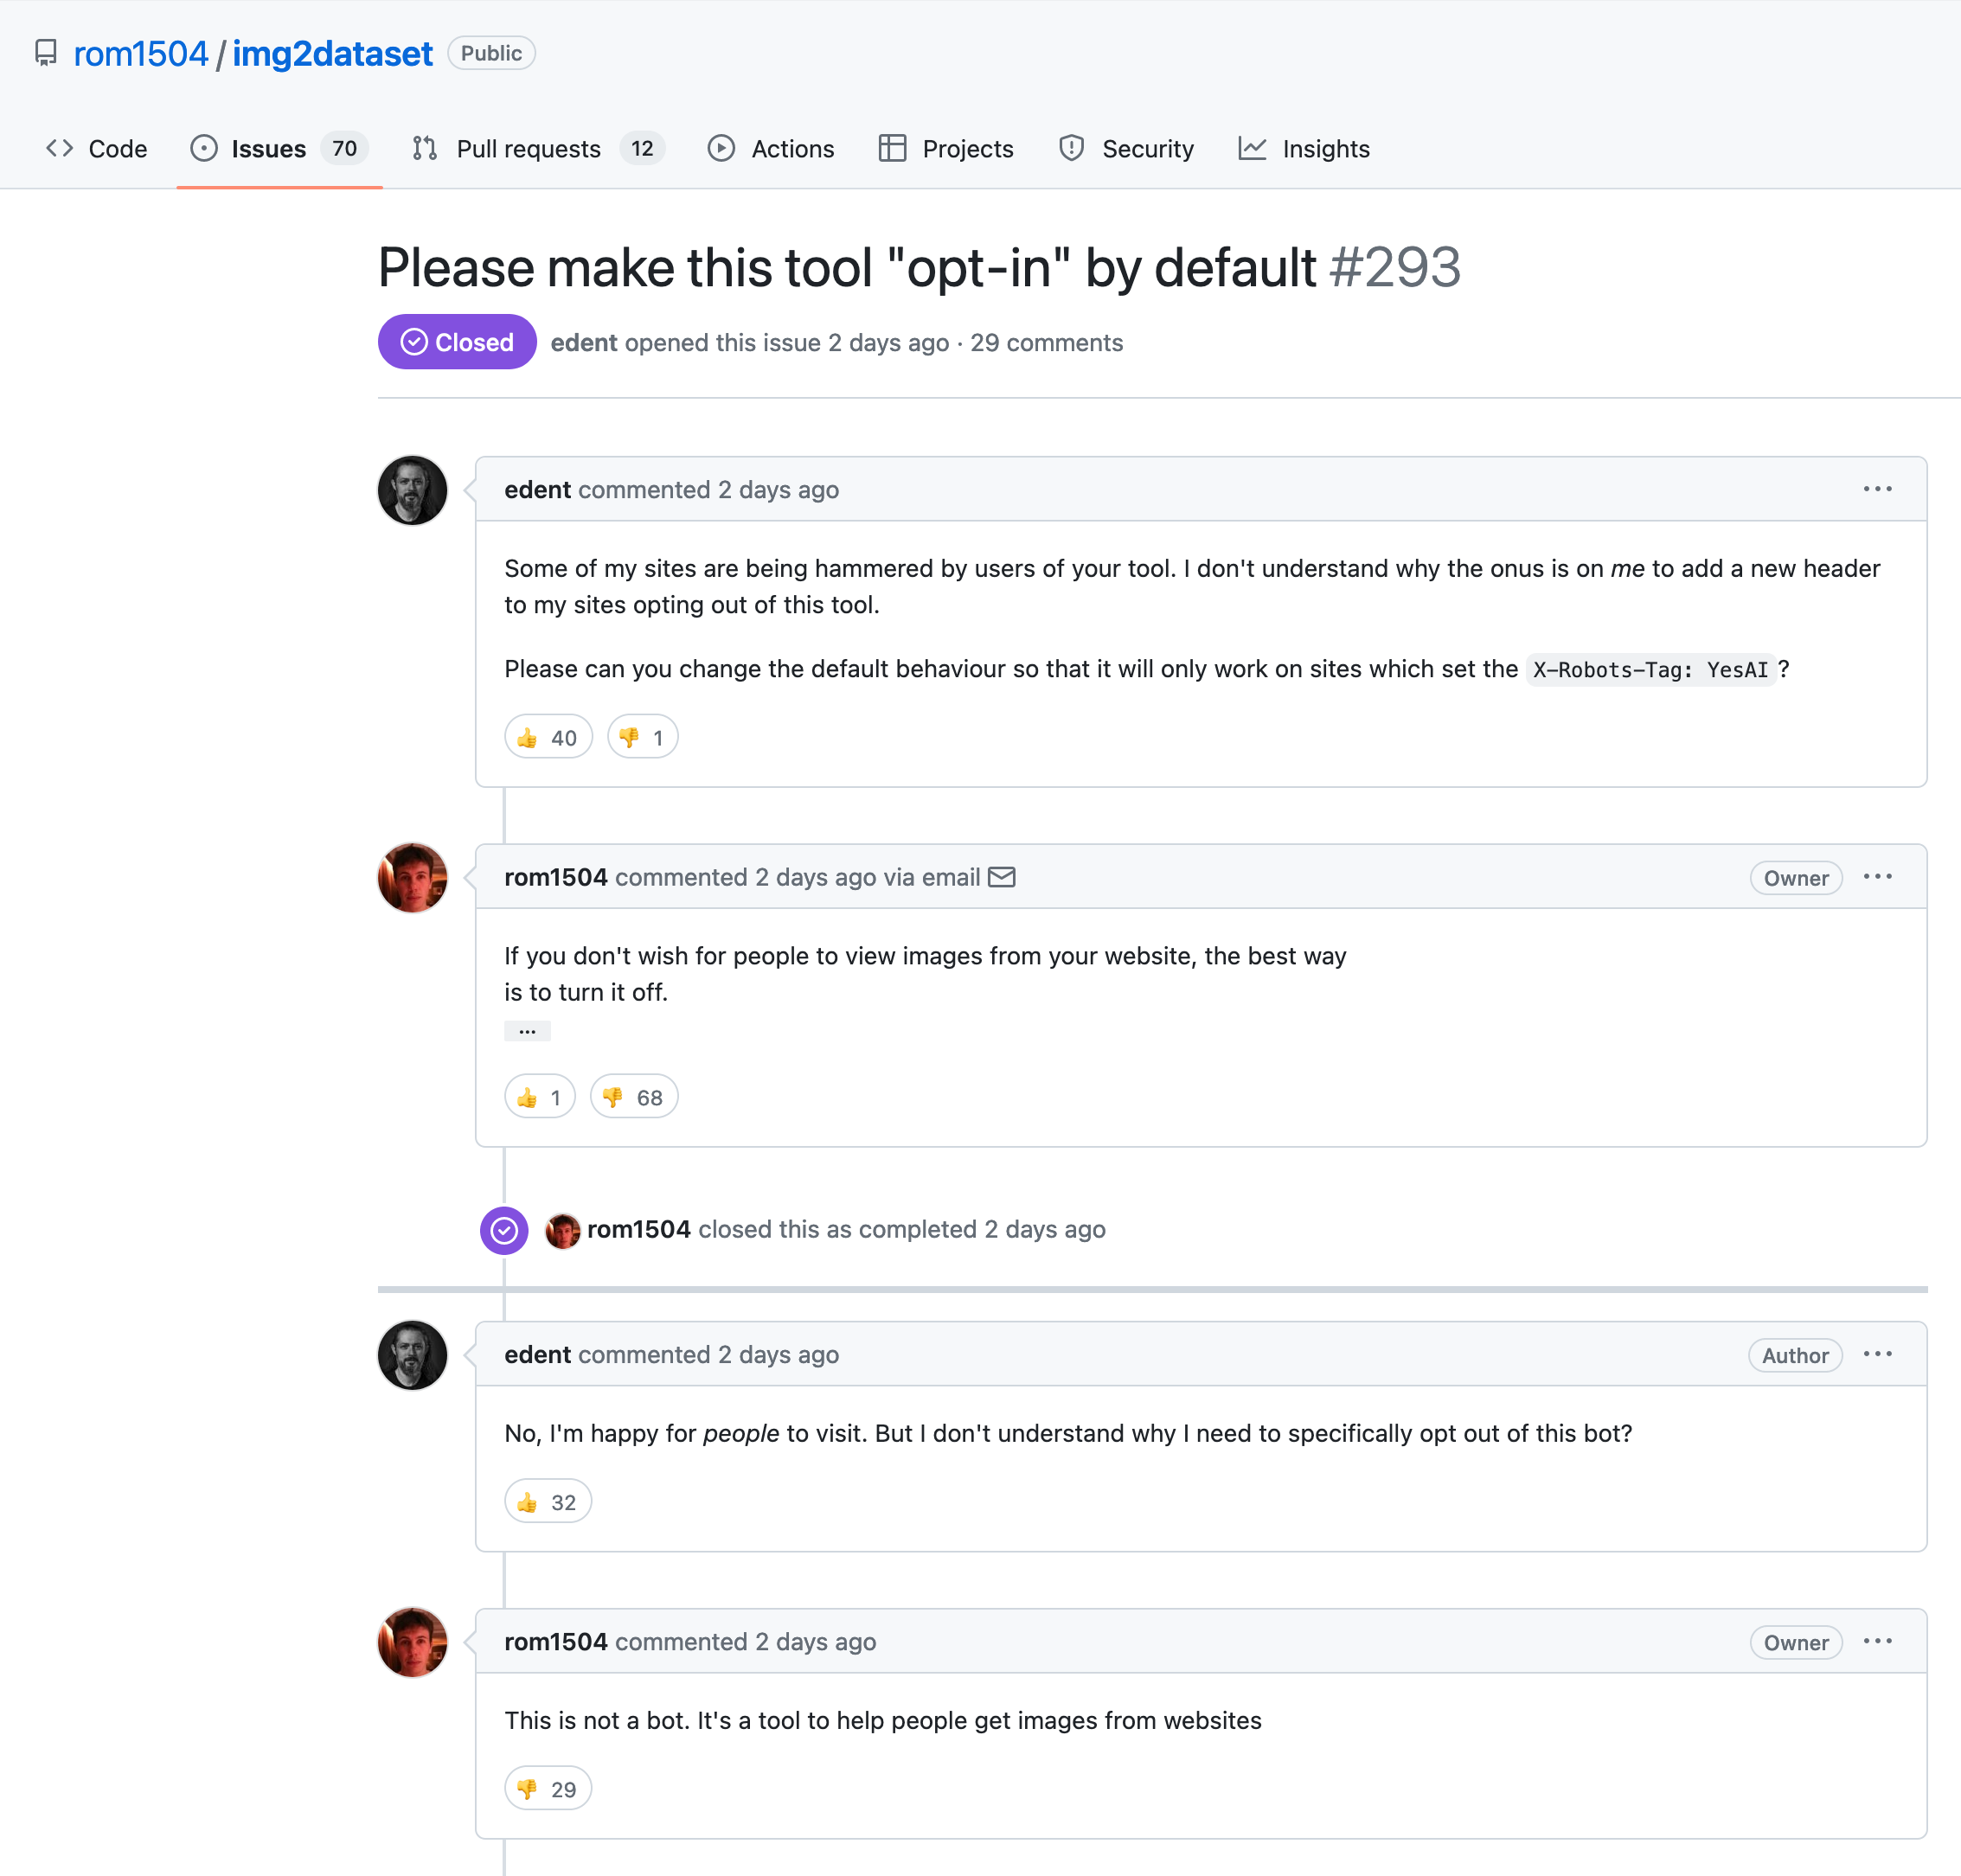 rom1504 / img2dataset Public
Code Issues 70 Pull requests 12 Actions Projects Security Insights
Please make this tool "opt-in" by default #293
Closed edent opened this issue 2 days ago · 29 comments
edent commented 2 days ago
Some of my sites are being hammered by users of your tool. I don't understand why the onus is on me to add a new header
to my sites opting out of this tool.
Please can you change the default behaviour so that it will only work on sites which set the X-Robots-Tag: YesAI ?
👍 40 👎 1
rom1504 commented 2 days ago via email Owner
If you don't wish for people to view images from your website, the best way
is to turn it off.
…
👍 1 👎 68
rom1504 closed this as completed 2 days ago
edent commented 2 days ago Author
No, I'm happy for people to visit. But I don't understand why I need to specifically opt out of this bot?
👍 32
rom1504 commented 2 days ago Owner
This is not a bot. It's a tool to help people get images from websites
👎 29